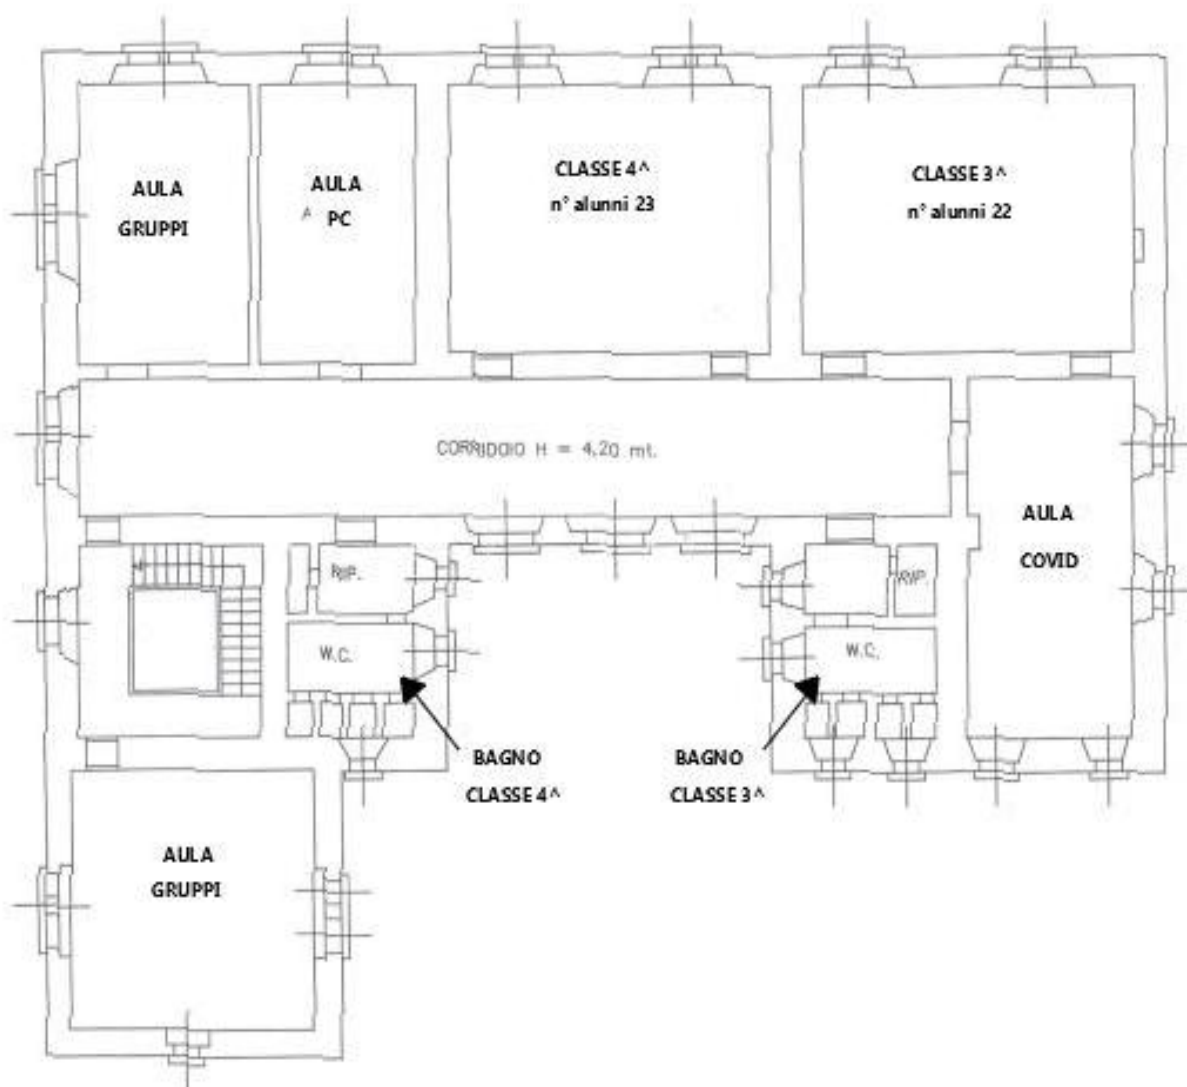 AULA
GRUPPI
AULA
PC
CLASSE 4^
n° alunni 23
CLASSE 3^
n° alunni 22
CORRIDOIO H = 4,20 mt.
AULA
COVID
RIP.
W.C.
RIP.
W.C.
BAGNO
CLASSE 4^
BAGNO
CLASSE 3^
AULA
GRUPPI